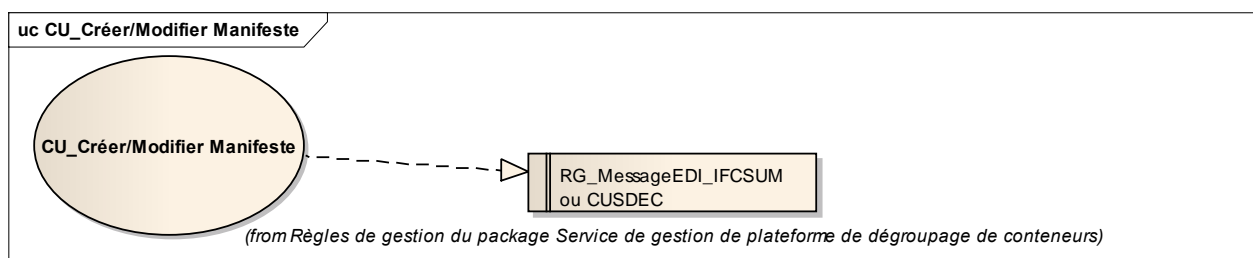 uc CU_Créer/Modifier Manifeste
CU_Créer/Modifier Manifeste
RG_MessageEDI_IFCSUM
ou CUSDEC
(from Règles de gestion du package Service de gestion de plateforme de dégroupage de conteneurs)